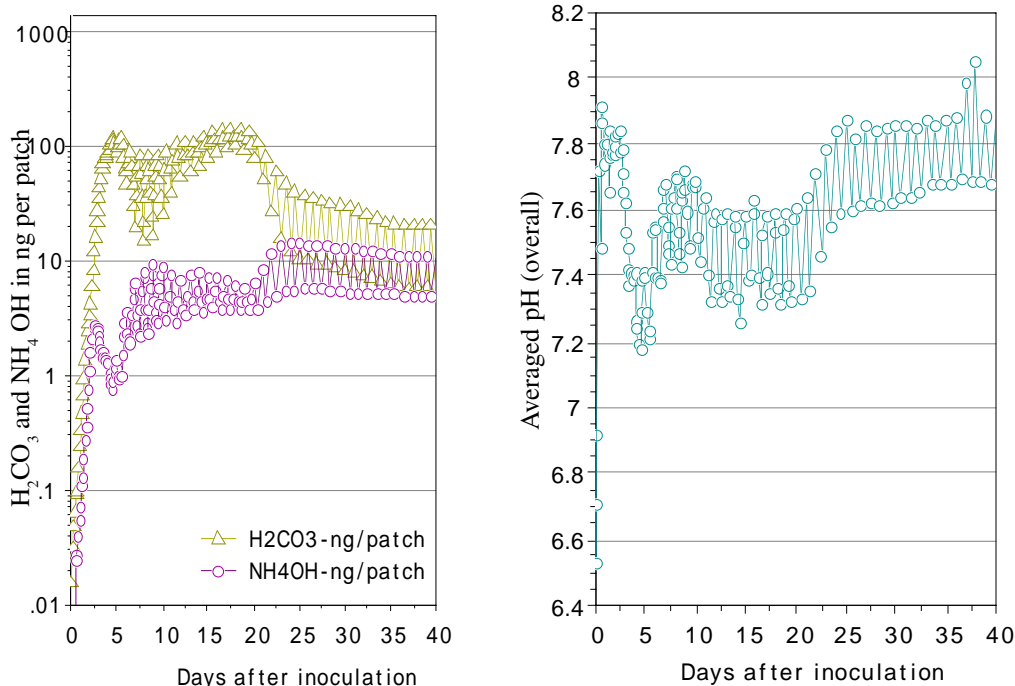 H2CO3 and NH4 OH in ng per patch
1000
100
10
1
.1
.01
H2CO3-ng/patch
NH4OH-ng/patch
0 5 10 15 20 25 30 35 40
Days after inoculation
Averaged pH (overall)
8.2
8
7.8
7.6
7.4
7.2
7
6.8
6.6
6.4
0 5 10 15 20 25 30 35 40
Days after inoculation